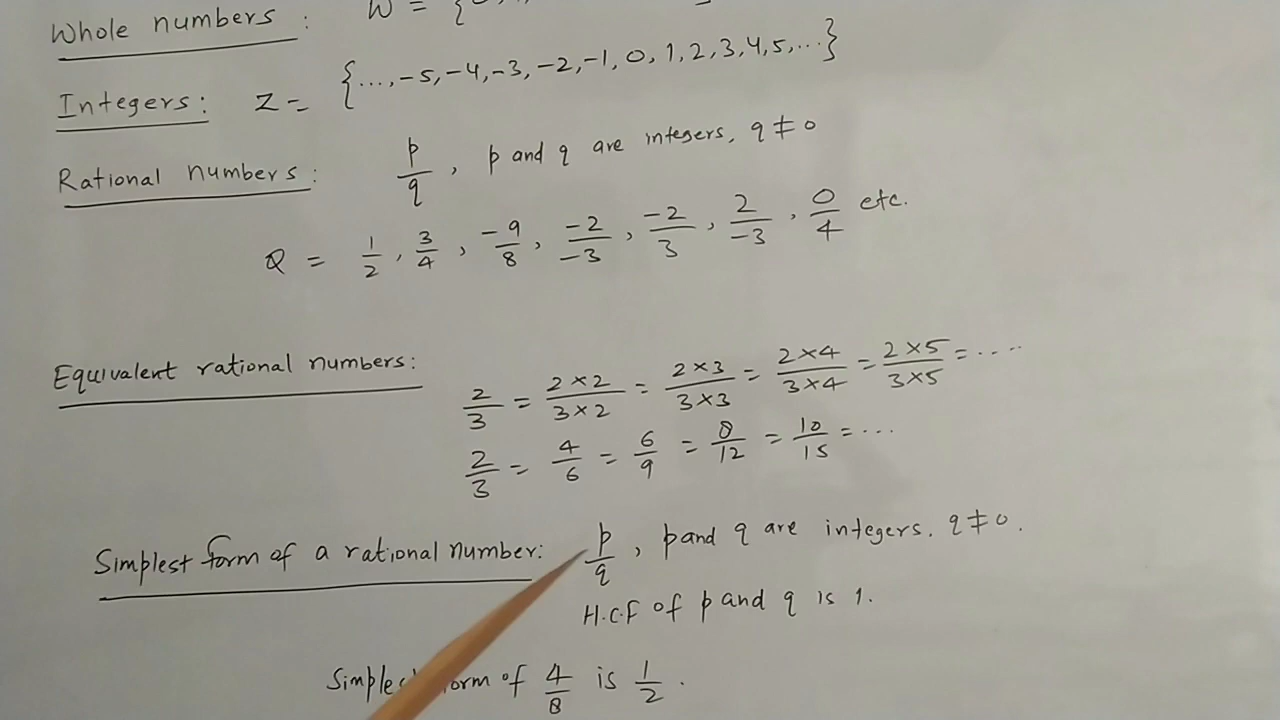 Whole numbers : W = {
Integers : Z = {..., -5, -4, -3, -2, -1, 0, 1, 2, 3, 4, 5, ...}
Rational numbers : p/q , p and q are integers, q ≠ 0
Q = 1/2 , 3/4 , -9/8 , -2/-3 , -2/3 , 2/-3 , 0/4 etc.
Equivalent rational numbers : 2/3 = 2×2/3×2 = 2×3/3×3 = 2×4/3×4 = 2×5/3×5 = ....
2/3 = 4/6 = 6/9 = 8/12 = 10/15 = ...
Simplest form of a rational number : p/q , p and q are integers. q ≠ 0.
H.C.F of p and q is 1.
Simplest form of 4/8 is 1/2 .